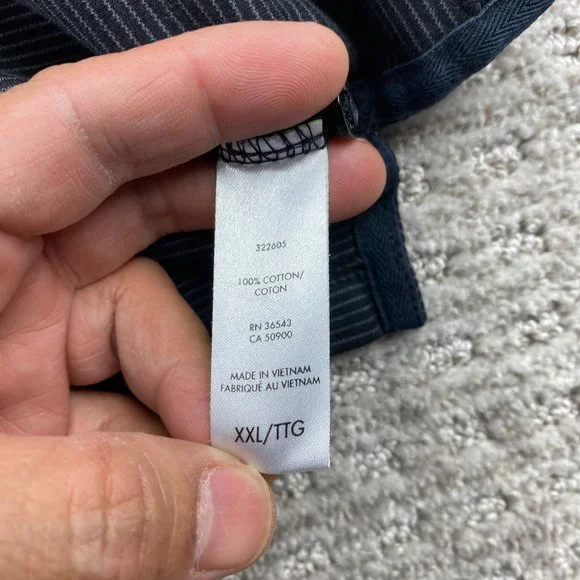 322605
100% COTTON/
COTON
RN 36543
CA 50900
MADE IN VIETNAM
FABRIQUÉ AU VIETNAM
XXL/TTG